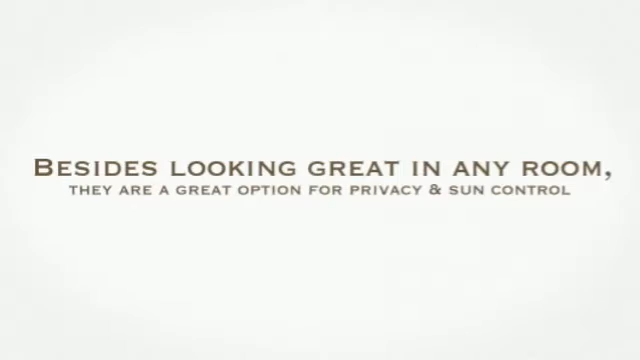 Besides looking great in any room,
they are a great option for privacy & sun control